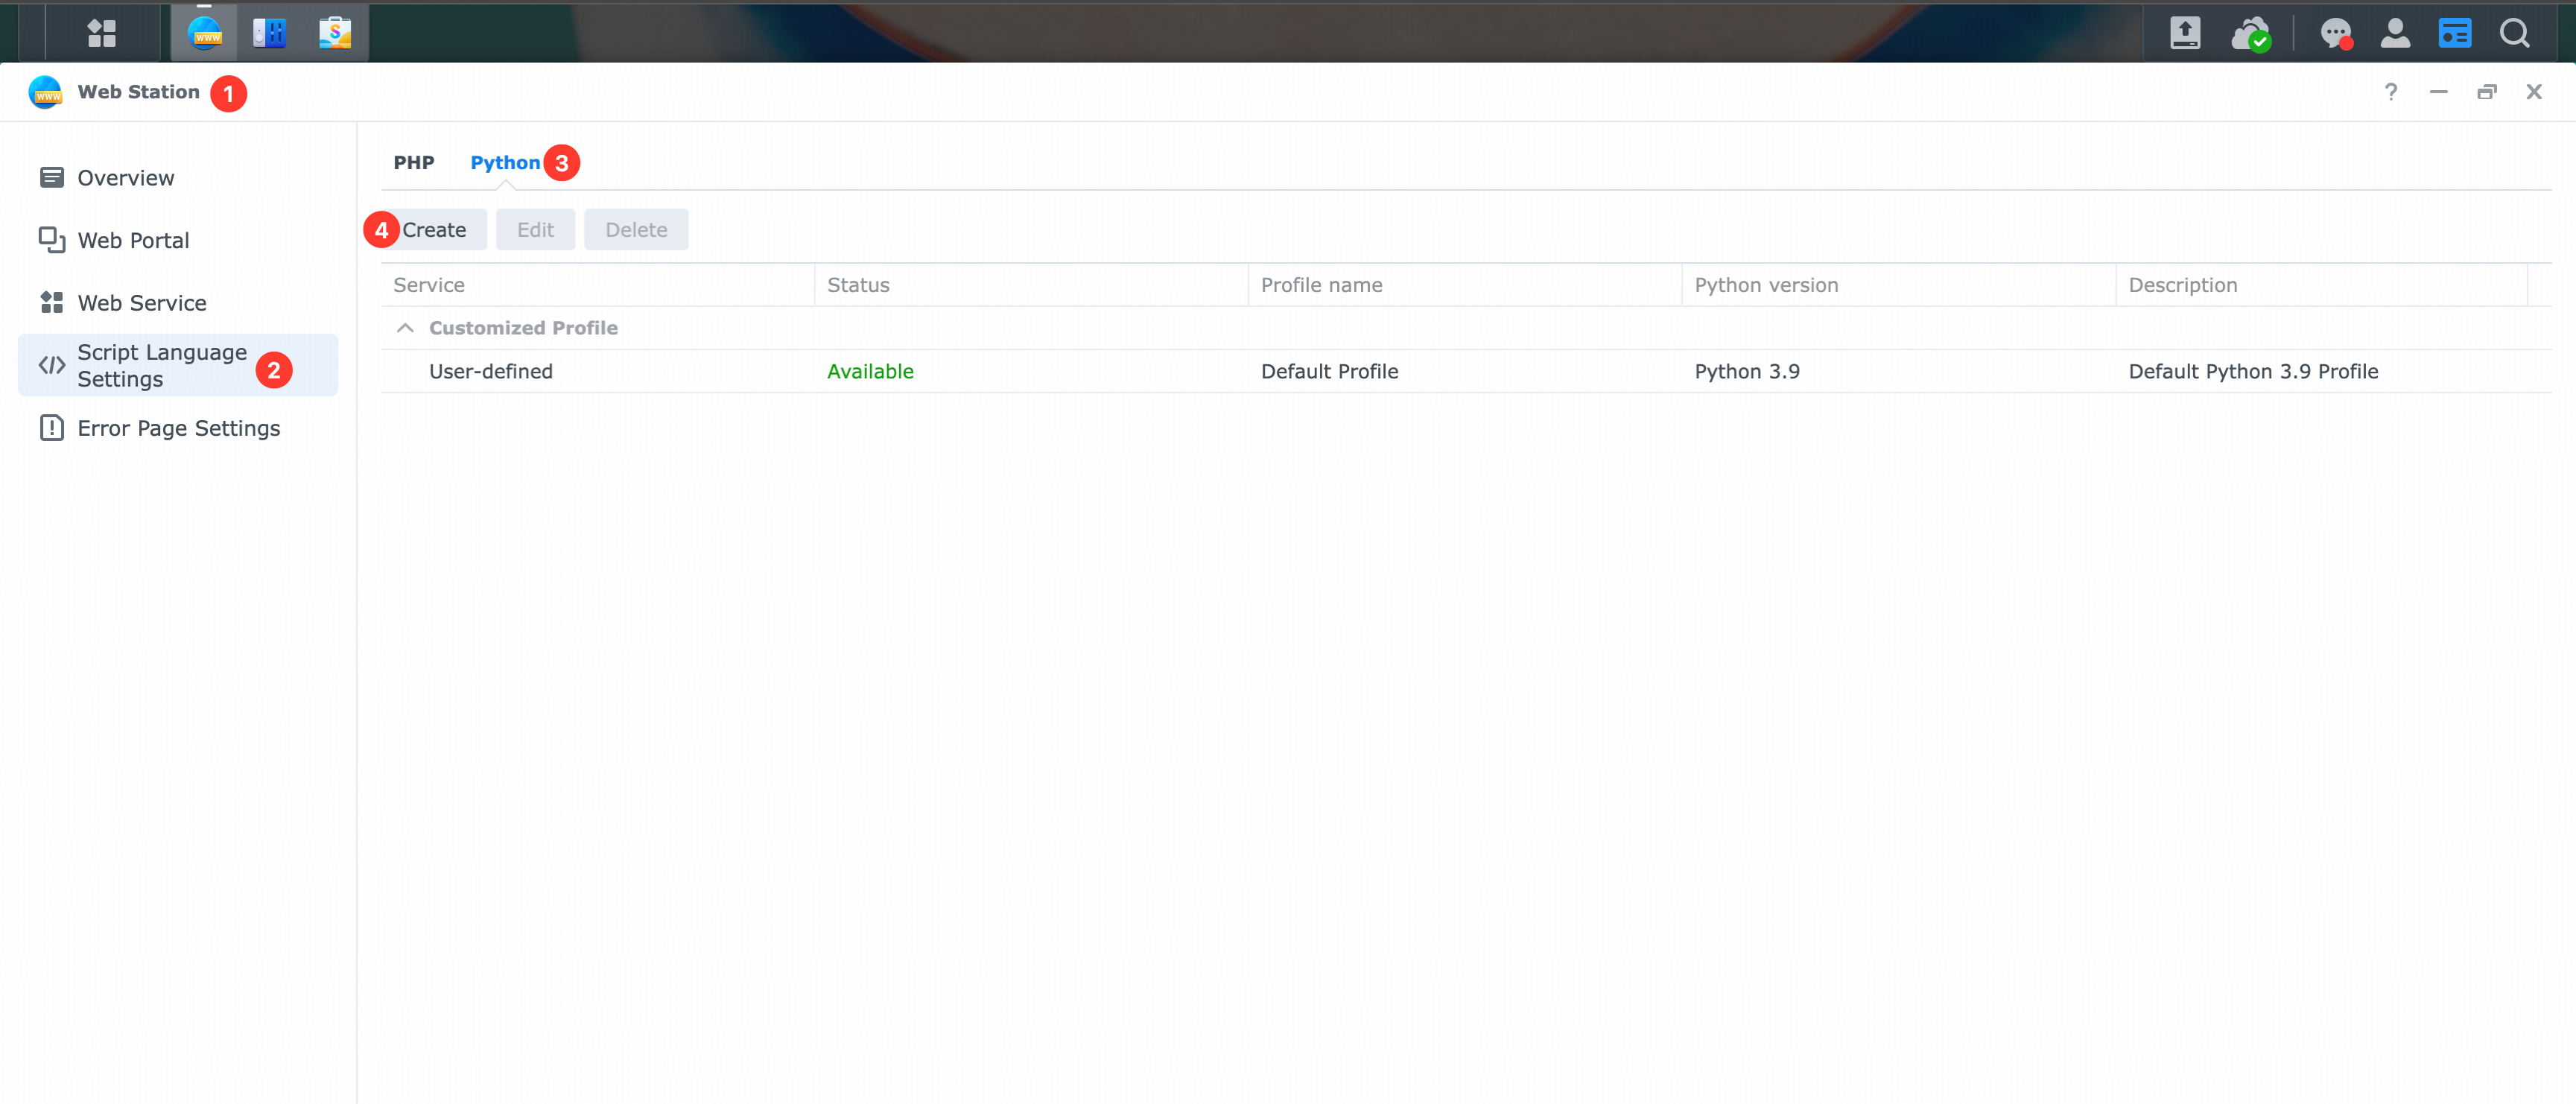 www
S
www
Web Station 1
?
Overview
Web Portal
Web Service
Script Language
Settings 2
Error Page Settings
PHP Python 3
4 Create Edit Delete
Service Status Profile name Python version Description
Customized Profile
User-defined Available Default Profile Python 3.9 Default Python 3.9 Profile